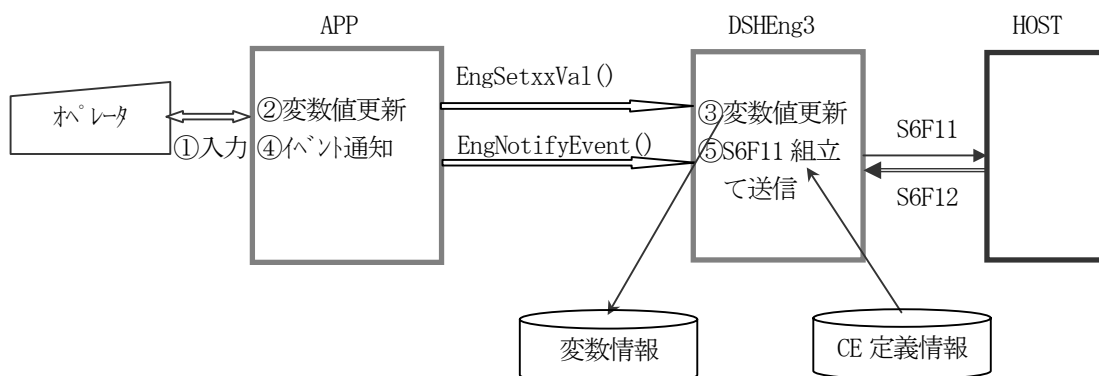 APP
DSHEng3
HOST
オペレータ
①入力
②変数値更新
④イベント通知
EngSetxxVal()
EngNotifyEvent()
③変数値更新
⑤S6F11 組立
て送信
S6F11
S6F12
変数情報
CE 定義情報